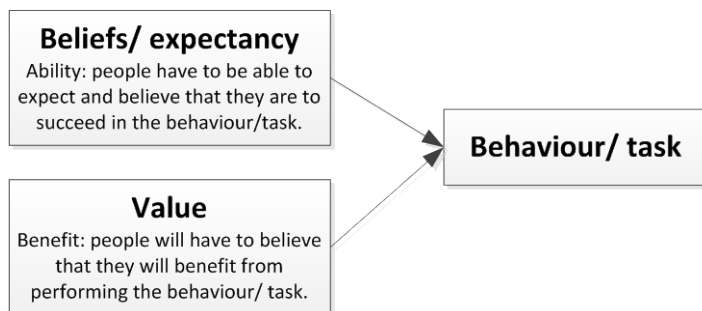 Beliefs/ expectancy
Ability: people have to be able to
expect and believe that they are to
succeed in the behaviour/task.
Value
Benefit: people will have to believe
that they will benefit from
performing the behaviour/ task.
Behaviour/ task